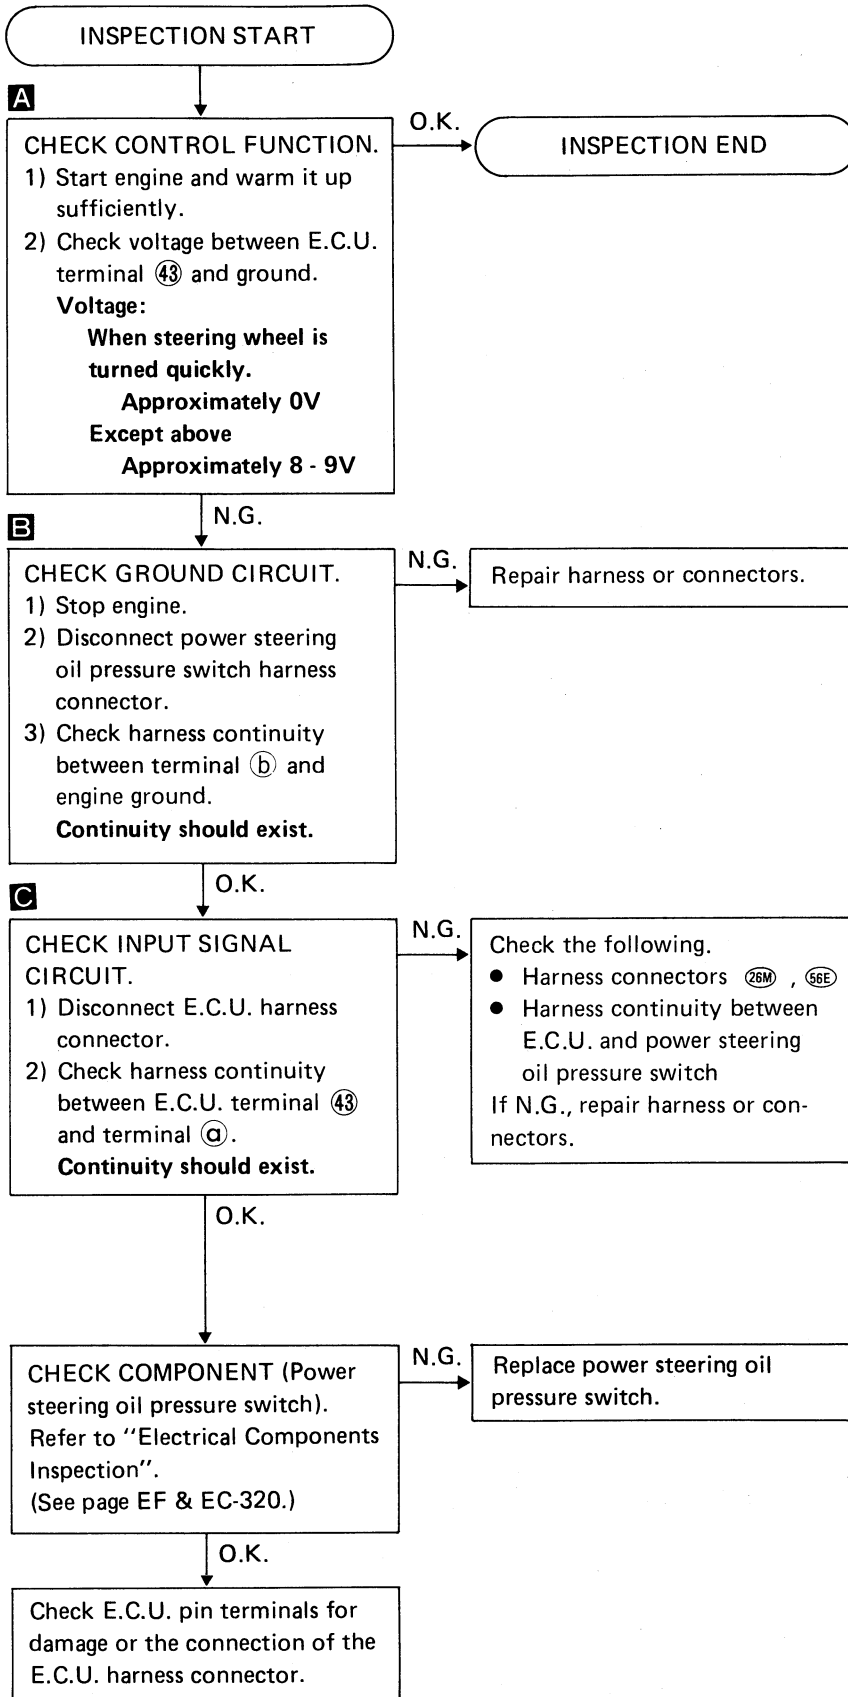 INSPECTION START
A
CHECK CONTROL FUNCTION.
1) Start engine and warm it up
sufficiently.
2) Check voltage between E.C.U.
terminal 43 and ground.
Voltage:
When steering wheel is
turned quickly.
Approximately 0V
Except above
Approximately 8 - 9V
O.K.
INSPECTION END
N.G.
B
CHECK GROUND CIRCUIT.
1) Stop engine.
2) Disconnect power steering
oil pressure switch harness
connector.
3) Check harness continuity
between terminal b and
engine ground.
Continuity should exist.
N.G.
Repair harness or connectors.
O.K.
C
CHECK INPUT SIGNAL
CIRCUIT.
1) Disconnect E.C.U. harness
connector.
2) Check harness continuity
between E.C.U. terminal 43
and terminal a.
Continuity should exist.
N.G.
Check the following.
● Harness connectors 26M , 56E
● Harness continuity between
E.C.U. and power steering
oil pressure switch
If N.G., repair harness or con-
nectors.
O.K.
CHECK COMPONENT (Power
steering oil pressure switch).
Refer to "Electrical Components
Inspection".
(See page EF & EC-320.)
N.G.
Replace power steering oil
pressure switch.
O.K.
Check E.C.U. pin terminals for
damage or the connection of the
E.C.U. harness connector.